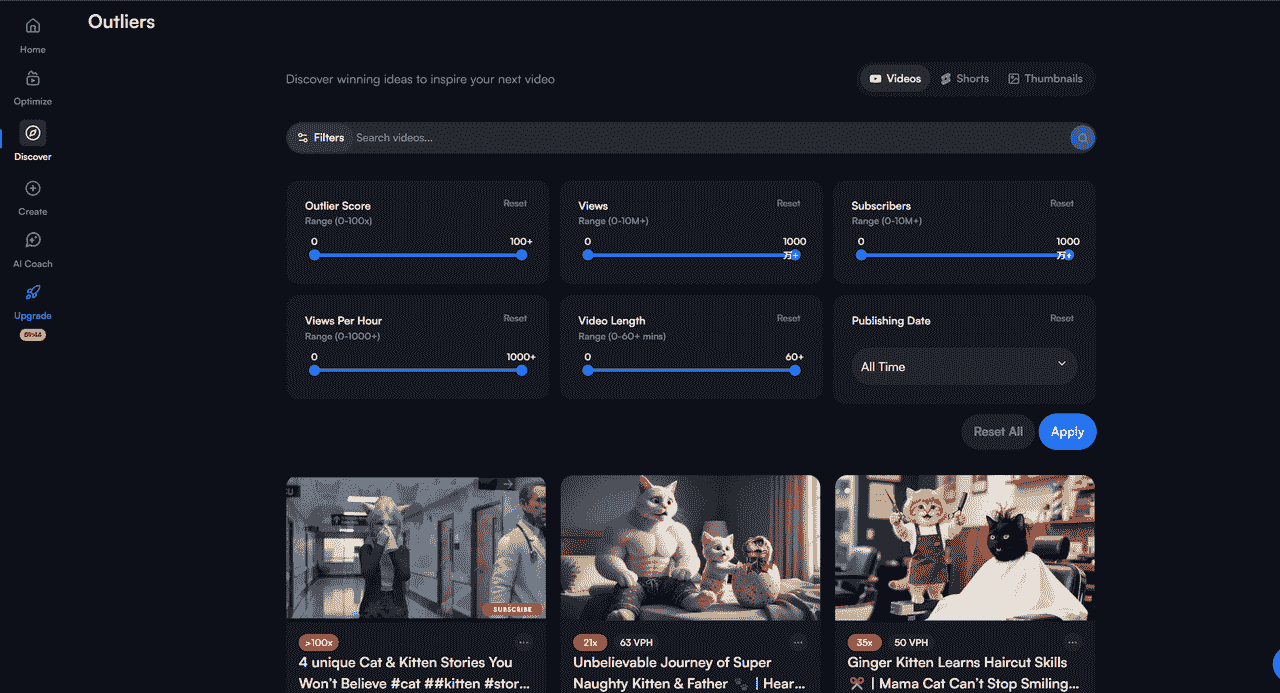 Outliers
Home
Optimize
Discover
Create
AI Coach
Upgrade
Discover winning ideas to inspire your next video
Videos
Shorts
Thumbnails
Filters
Search videos...
Outlier Score
Reset
Range (0-100x)
0
100+
Views
Reset
Range (0-10M+)
0
1000
万+
Subscribers
Reset
Range (0-10M+)
0
1000
万+
Views Per Hour
Reset
Range (0-1000+)
0
1000+
Video Length
Reset
Range (0-60+ mins)
0
60+
Publishing Date
Reset
All Time
Reset All
Apply
SUBSCRIBE
>100x
4 unique Cat & Kitten Stories You
Won't Believe #cat ##kitten #stor...
21x
63 VPH
Unbelievable Journey of Super
Naughty Kitten & Father 🐾 | Hear...
35x
50 VPH
Ginger Kitten Learns Haircut Skills
✂️ | Mama Cat Can't Stop Smiling...